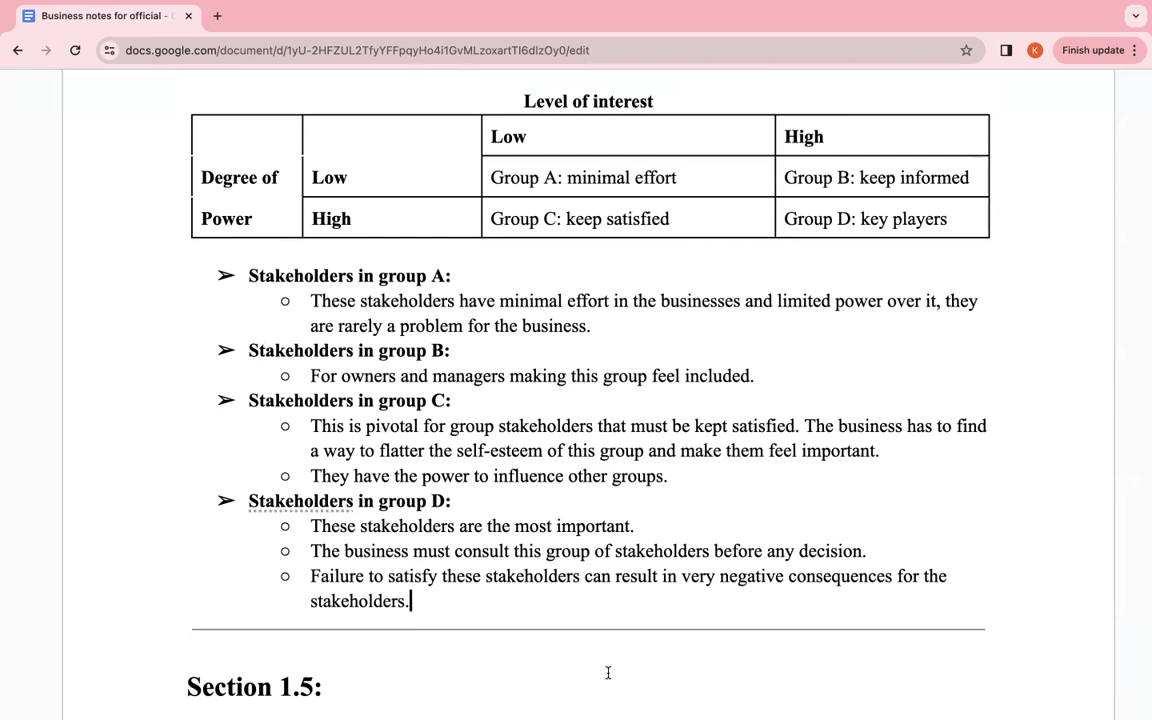 Business notes for official - 
docs.google.com/document/d/1yU-2HFZUL2TfyYFFpqyHo4i1GvMLzoxartTI6dIzOy0/edit
K
Finish update
Level of interest
Low High
Degree of Low Group A: minimal effort Group B: keep informed
Power High Group C: keep satisfied Group D: key players
➢ Stakeholders in group A:
○ These stakeholders have minimal effort in the businesses and limited power over it, they
are rarely a problem for the business.
➢ Stakeholders in group B:
○ For owners and managers making this group feel included.
➢ Stakeholders in group C:
○ This is pivotal for group stakeholders that must be kept satisfied. The business has to find
a way to flatter the self-esteem of this group and make them feel important.
○ They have the power to influence other groups.
➢ Stakeholders in group D:
○ These stakeholders are the most important.
○ The business must consult this group of stakeholders before any decision.
○ Failure to satisfy these stakeholders can result in very negative consequences for the
stakeholders.
Section 1.5: